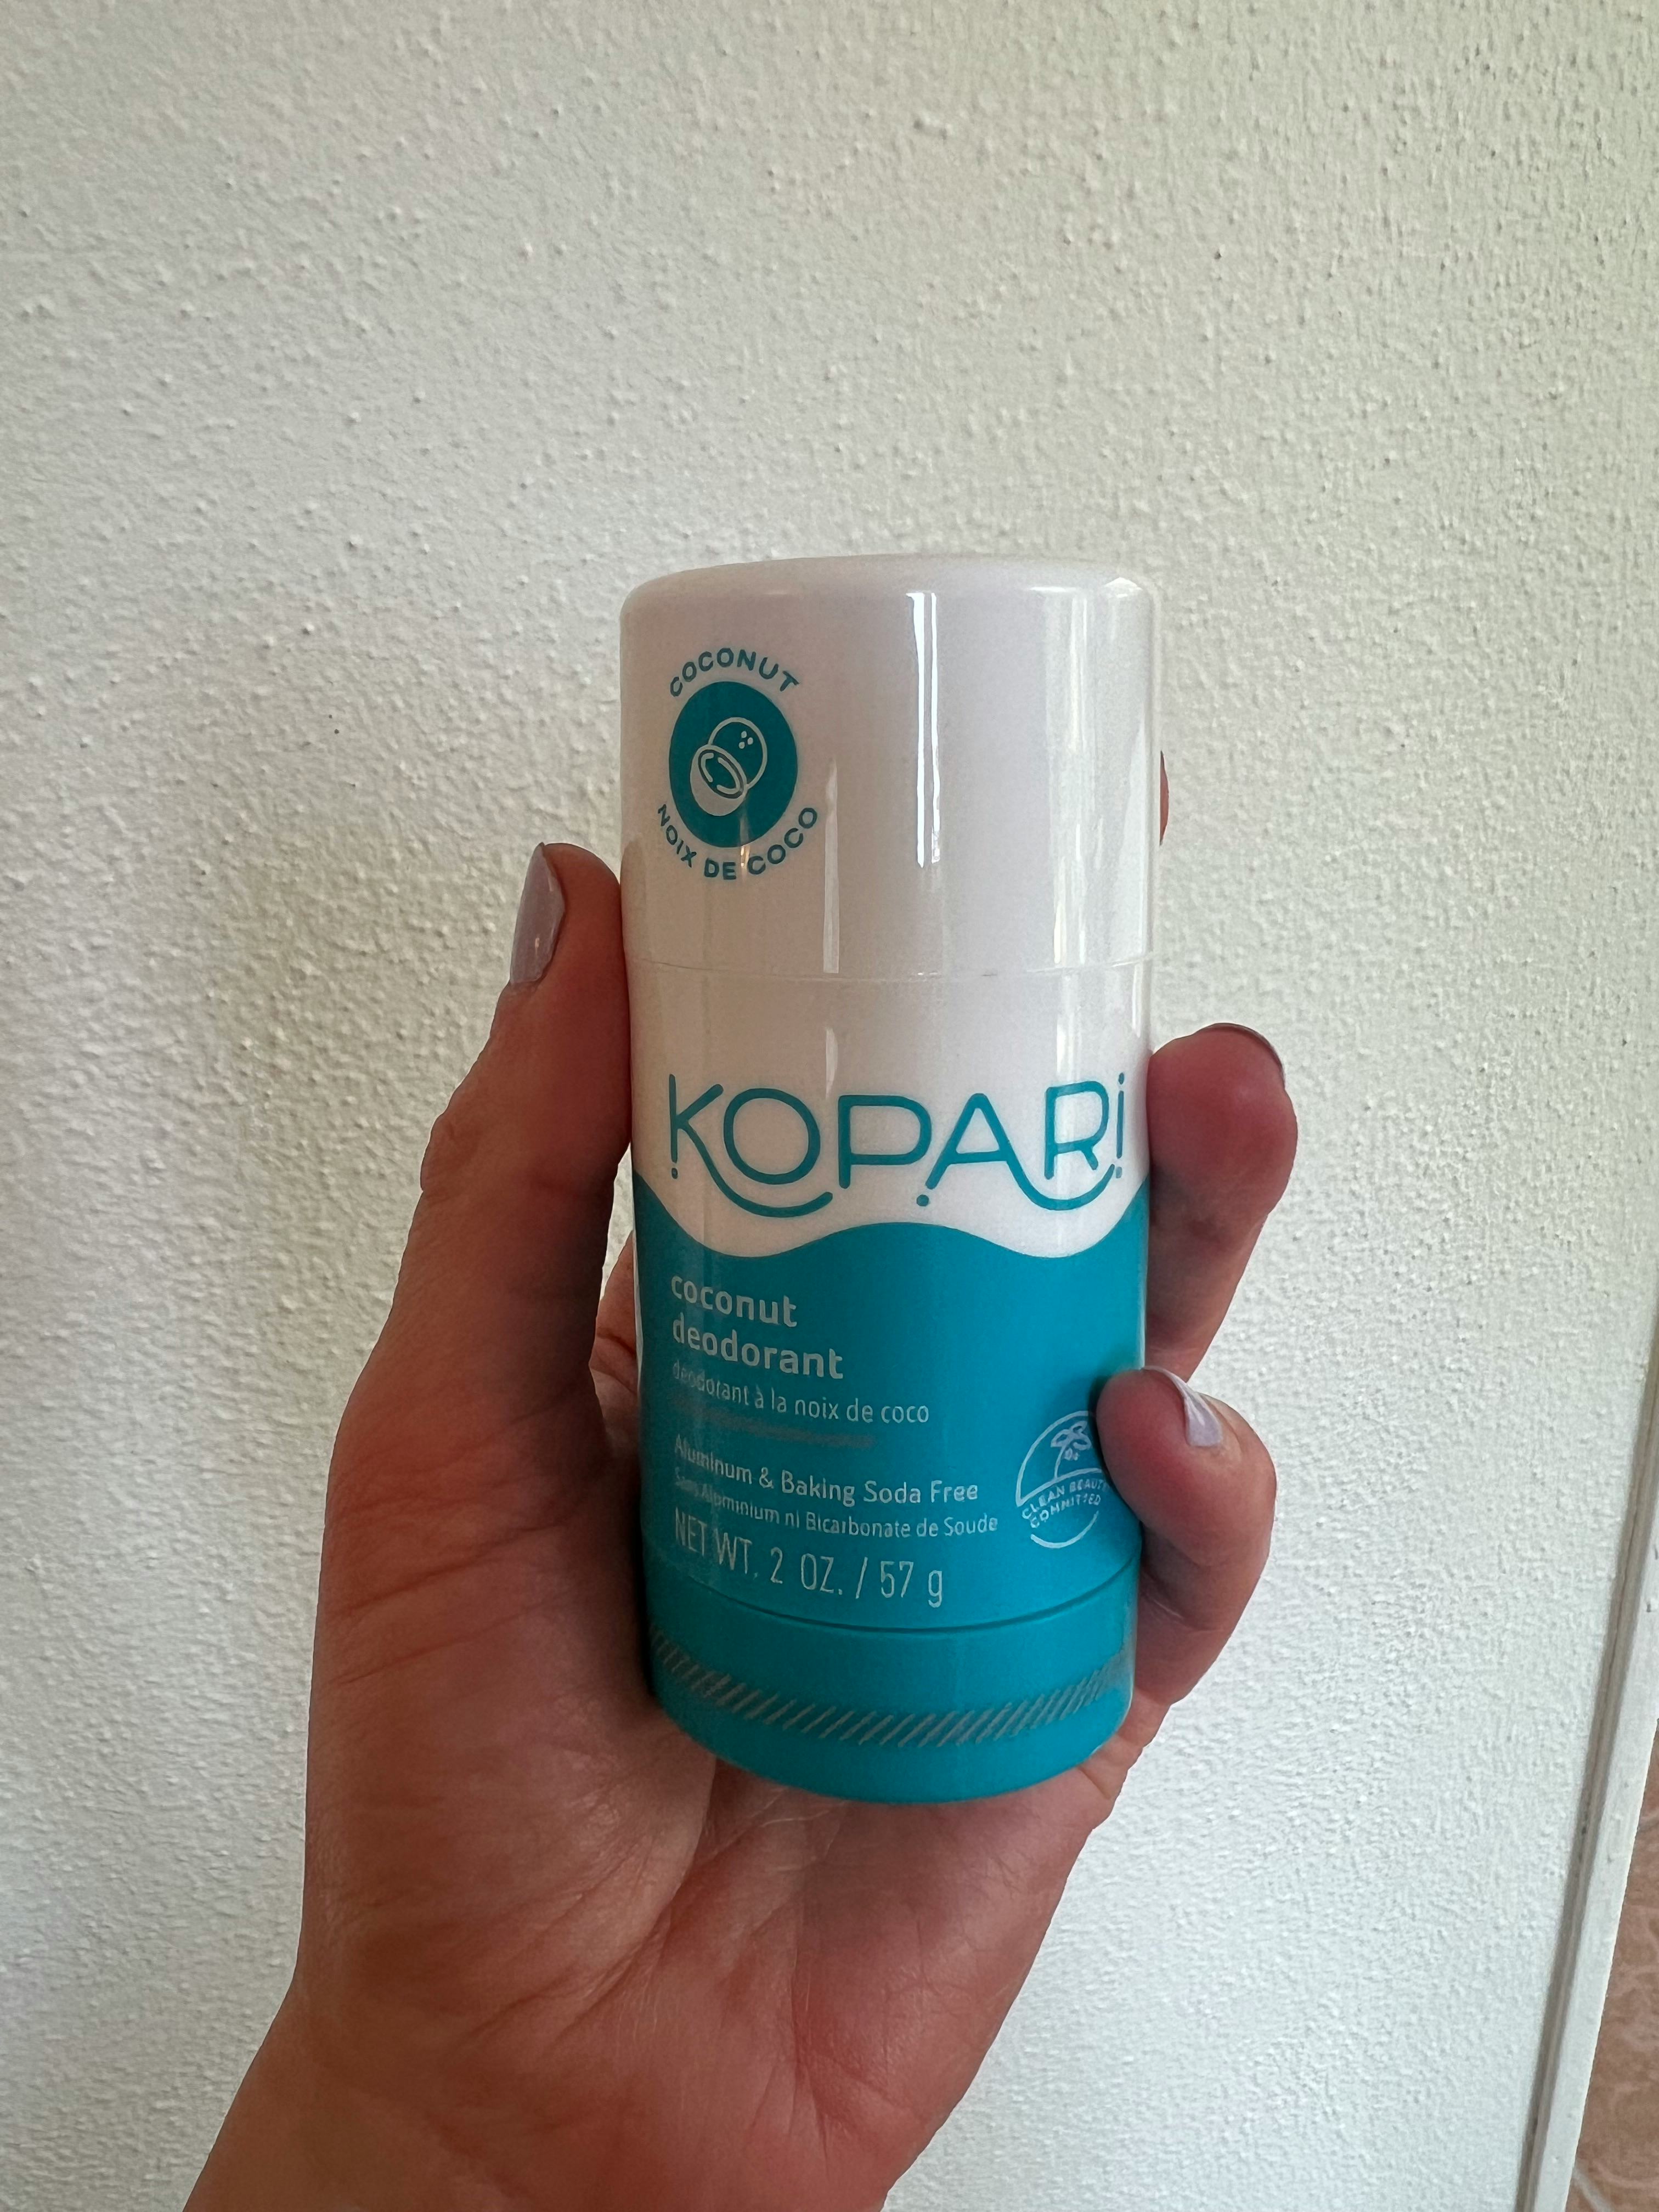 COCONUT
NOIX DE COCO
KOPARI
coconut
deodorant
déodorant à la noix de coco
Aluminum & Baking Soda Free
Sans Aluminium ni Bicarbonate de Soude
CLEAN BEAUTY
COMMITTED
NET WT. 2 OZ. / 57 g